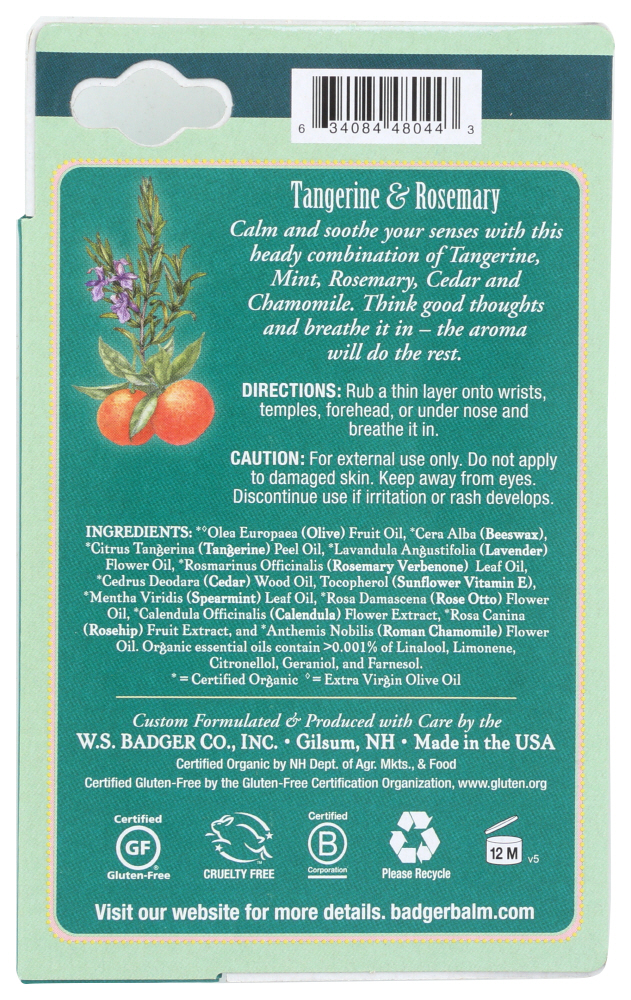 6 34084 48044 3
Tangerine & Rosemary
Calm and soothe your senses with this
heady combination of Tangerine,
Mint, Rosemary, Cedar and
Chamomile. Think good thoughts
and breathe it in – the aroma
will do the rest.
DIRECTIONS: Rub a thin layer onto wrists,
temples, forehead, or under nose and
breathe it in.
CAUTION: For external use only. Do not apply
to damaged skin. Keep away from eyes.
Discontinue use if irritation or rash develops.
INGREDIENTS: *◊Olea Europaea (Olive) Fruit Oil, *Cera Alba (Beeswax),
*Citrus Tangerina (Tangerine) Peel Oil, *Lavandula Angustifolia (Lavender)
Flower Oil, *Rosmarinus Officinalis (Rosemary Verbenone) Leaf Oil,
*Cedrus Deodara (Cedar) Wood Oil, Tocopherol (Sunflower Vitamin E),
*Mentha Viridis (Spearmint) Leaf Oil, *Rosa Damascena (Rose Otto) Flower
Oil, *Calendula Officinalis (Calendula) Flower Extract, *Rosa Canina
(Rosehip) Fruit Extract, and *Anthemis Nobilis (Roman Chamomile) Flower
Oil. Organic essential oils contain >0.001% of Linalool, Limonene,
Citronellol, Geraniol, and Farnesol.
* = Certified Organic ◊ = Extra Virgin Olive Oil
Custom Formulated & Produced with Care by the
W.S. BADGER CO., INC. • Gilsum, NH • Made in the USA
Certified Organic by NH Dept. of Agr. Mkts., & Food
Certified Gluten-Free by the Gluten-Free Certification Organization, www.gluten.org
Certified
GF
®
Gluten-Free
™
CRUELTY FREE
Certified
B
Corporation
Please Recycle
12 M
v5
Visit our website for more details. badgerbalm.com